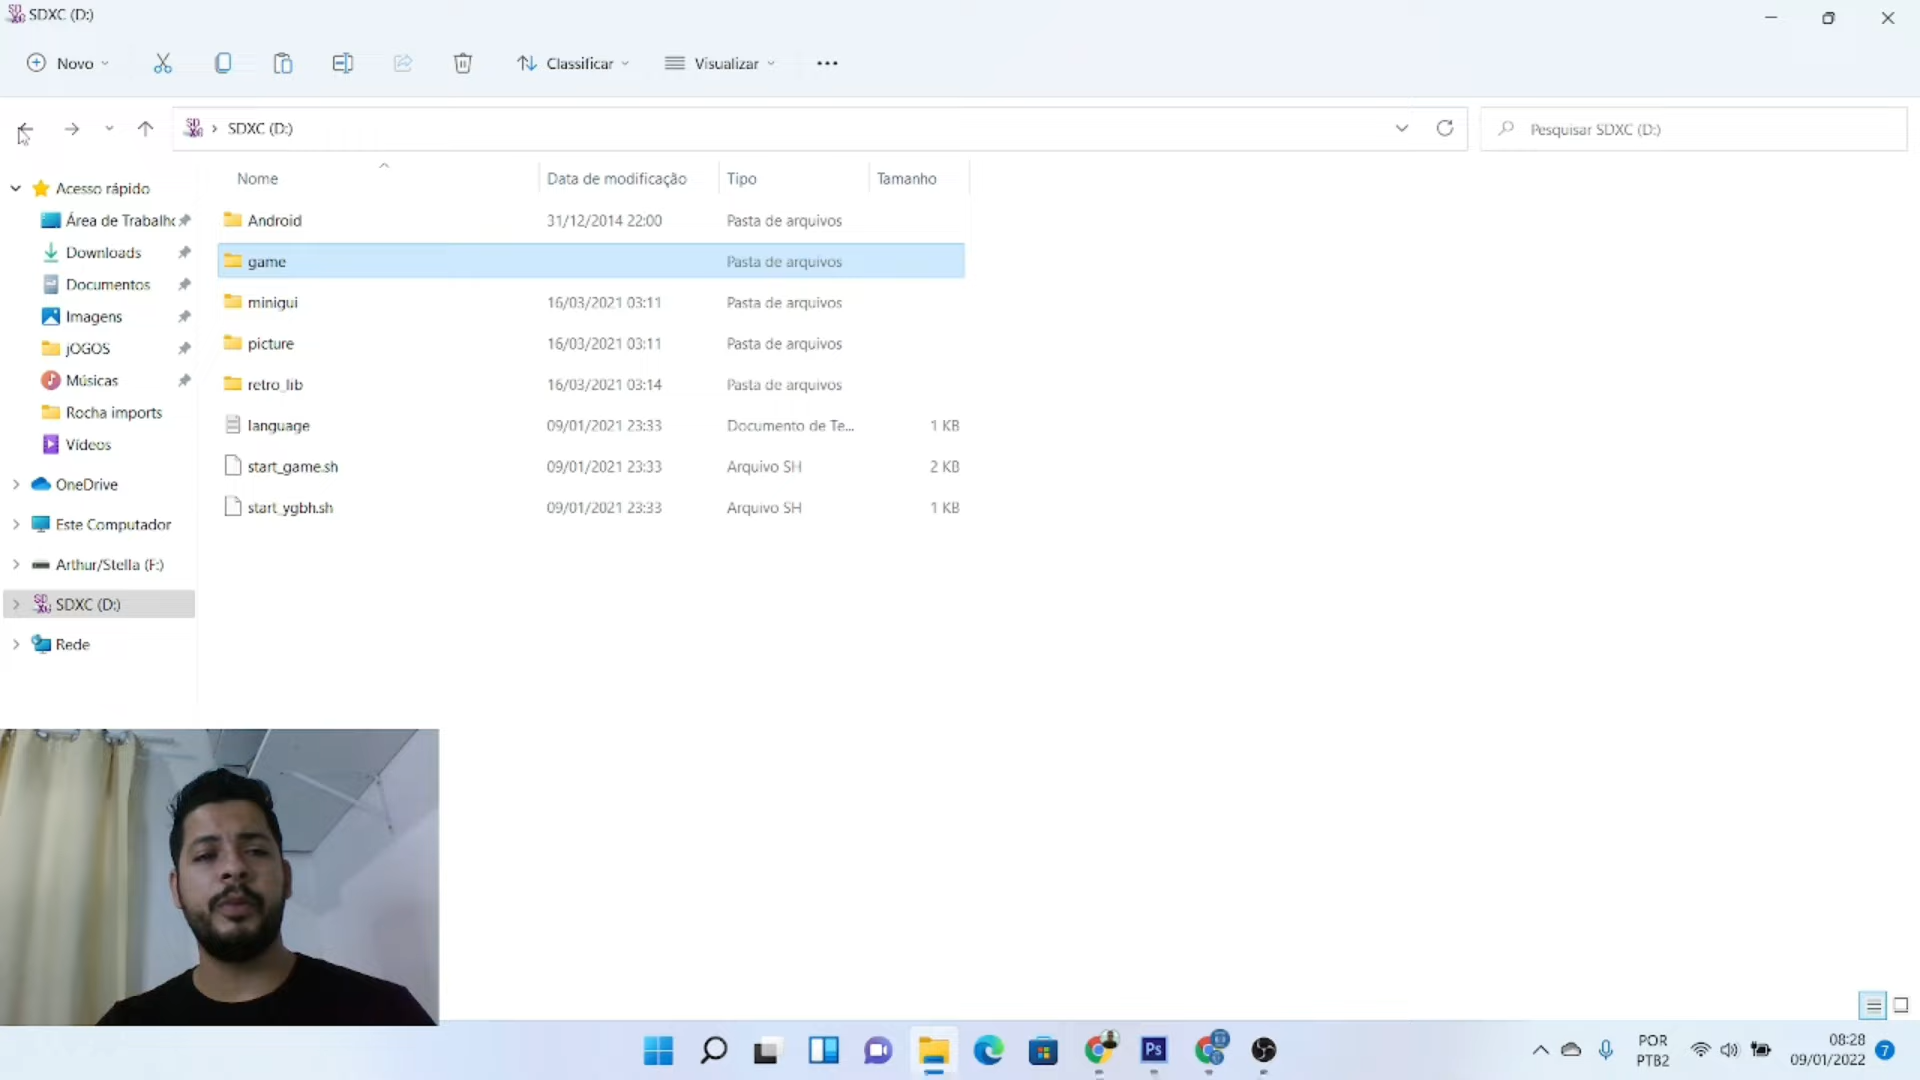 SDXC (D:)
Novo
Classificar
Visualizar
SDXC (D:)
Pesquisar SDXC (D:)
Nome Data de modificação Tipo Tamanho
Android 31/12/2014 22:00 Pasta de arquivos
game Pasta de arquivos
minigui 16/03/2021 03:11 Pasta de arquivos
picture 16/03/2021 03:11 Pasta de arquivos
retro_lib 16/03/2021 03:14 Pasta de arquivos
language 09/01/2021 23:33 Documento de Te... 1 KB
start_game.sh 09/01/2021 23:33 Arquivo SH 2 KB
start_ygbh.sh 09/01/2021 23:33 Arquivo SH 1 KB
Acesso rápido
Área de Trabalho
Downloads
Documentos
Imagens
jOGOS
Músicas
Rocha imports
Vídeos
OneDrive
Este Computador
Arthur/Stella (F:)
SDXC (D:)
Rede
Ps
POR
PTB2
08:28
09/01/2022
7